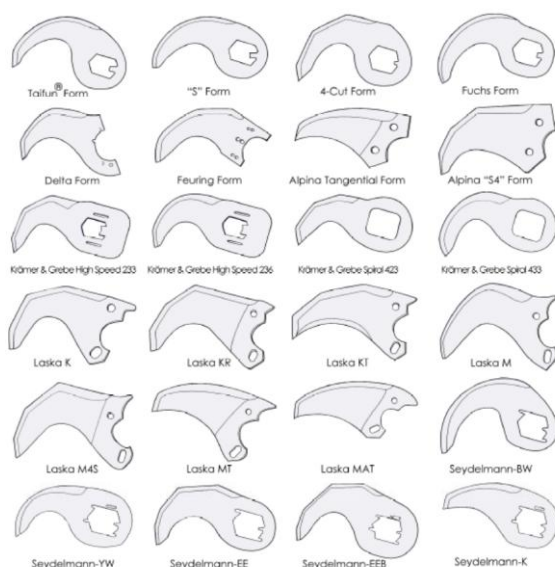 Taifun® Form
"S" Form
4-Cut Form
Fuchs Form
Delta Form
Feuring Form
Alpina Tangential Form
Alpina "S4" Form
Krämer & Grebe High Speed 233
Krämer & Grebe High Speed 236
Krämer & Grebe Spiral 423
Krämer & Grebe Spiral 433
Laska K
Laska KR
Laska KT
Laska M
Laska M4S
Laska MT
Laska MAT
Seydelmann-BW
Seydelmann-YW
Seydelmann-EE
Seydelmann-EEB
Seydelmann-K